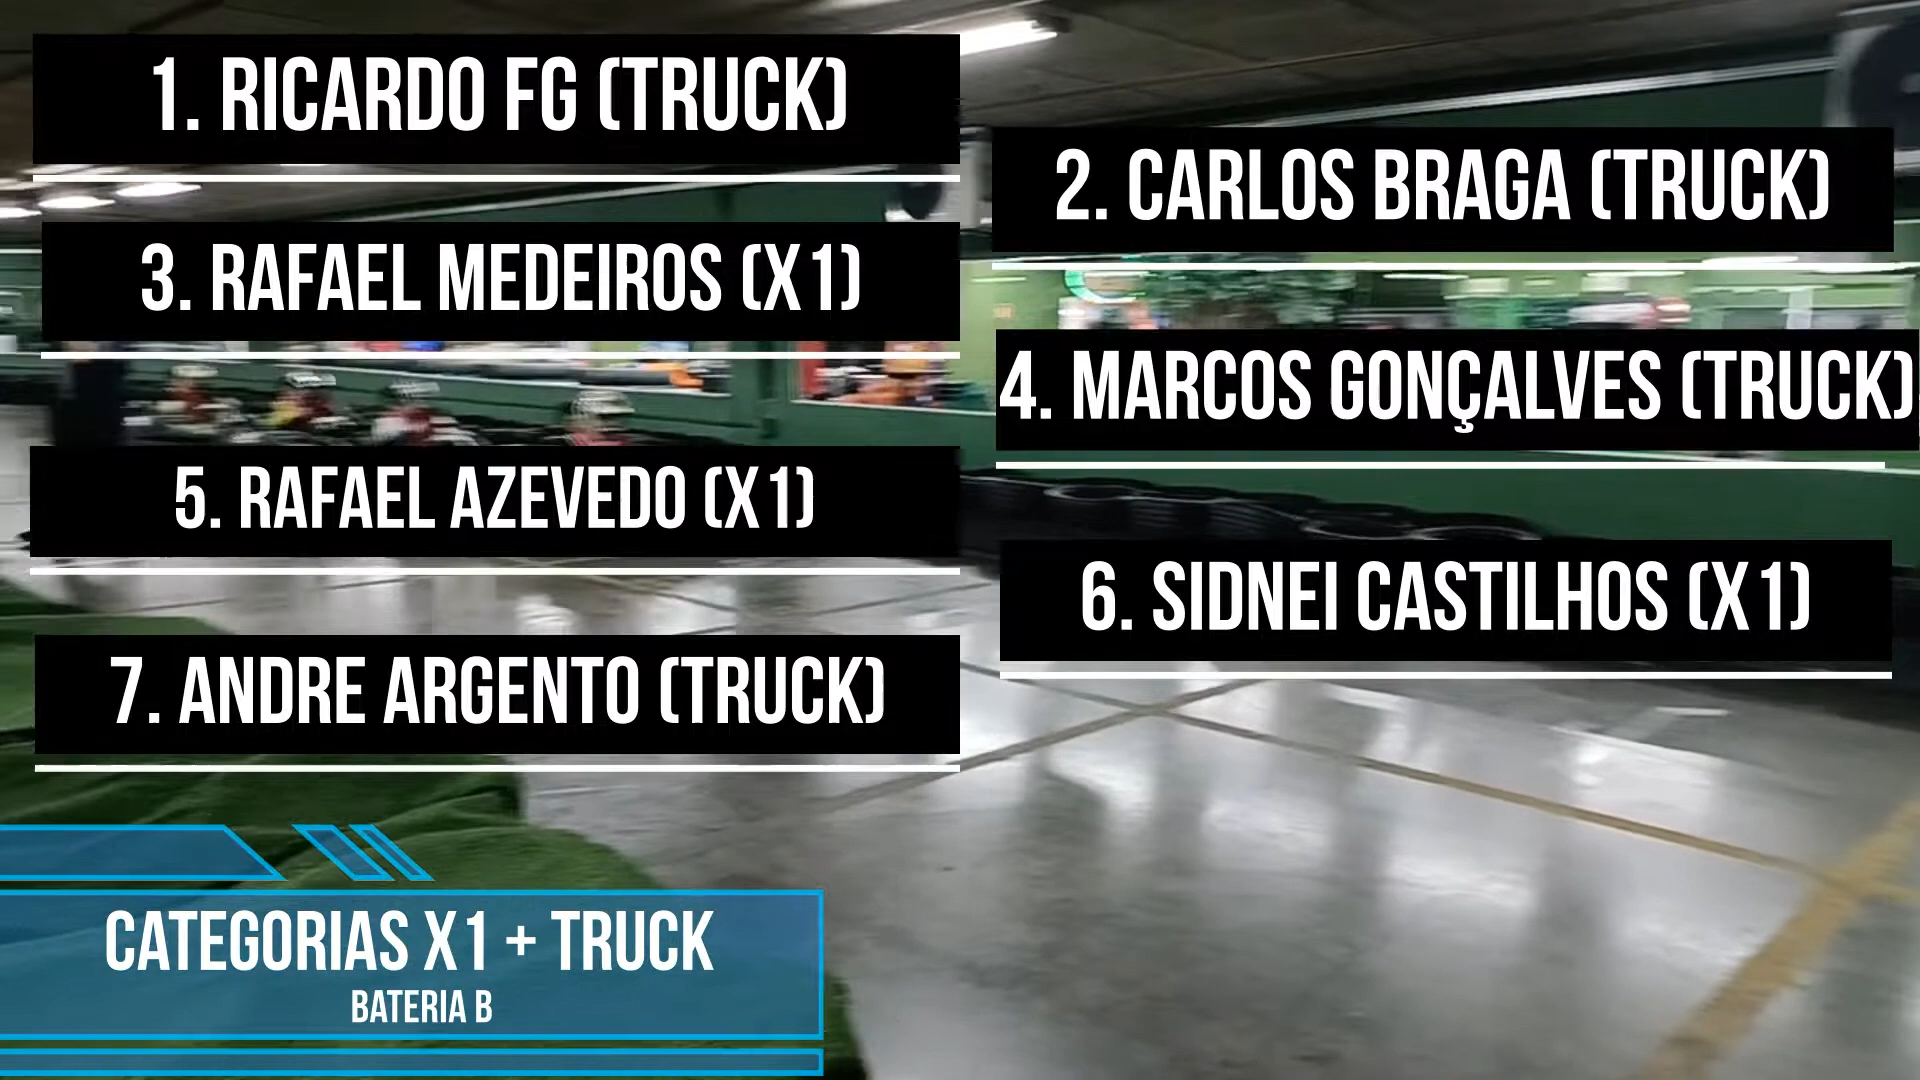 1. RICARDO FG (TRUCK)
2. CARLOS BRAGA (TRUCK)
3. RAFAEL MEDEIROS (X1)
4. MARCOS GONÇALVES (TRUCK)
5. RAFAEL AZEVEDO (X1)
6. SIDNEI CASTILHOS (X1)
7. ANDRE ARGENTO (TRUCK)
CATEGORIAS X1 + TRUCK
BATERIA B